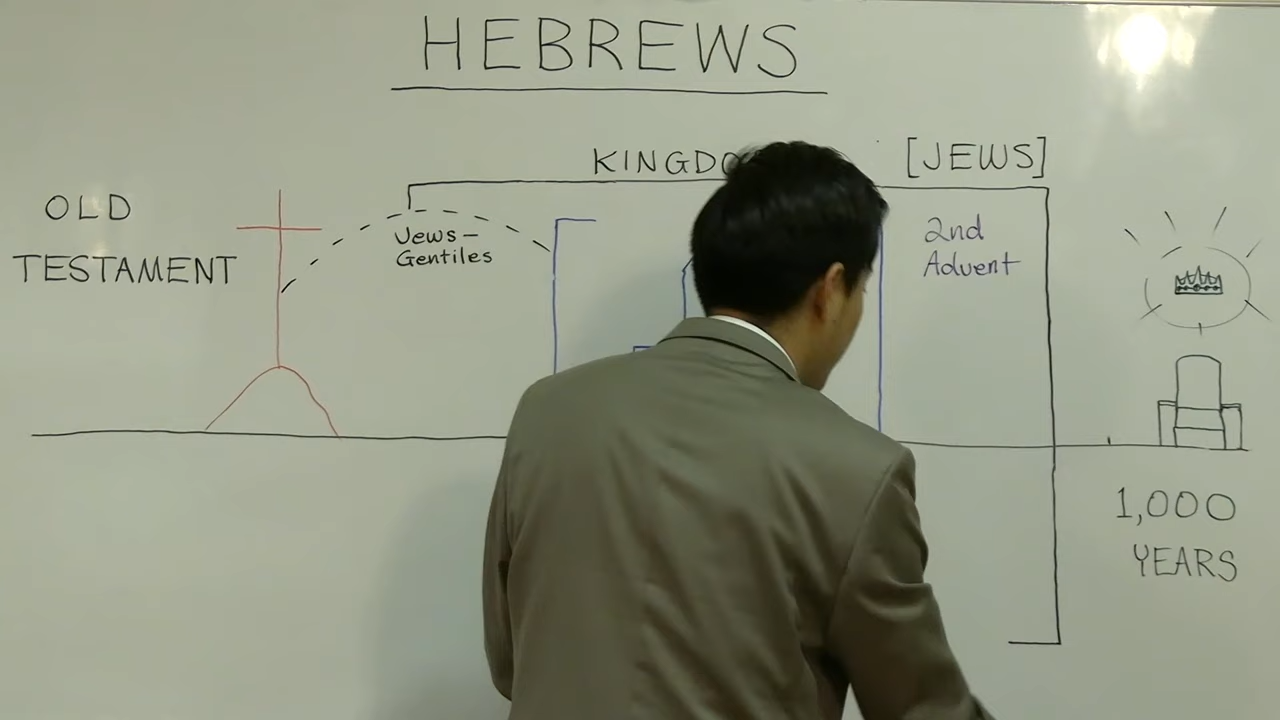 HEBREWS
[JEWS]
OLD
TESTAMENT
Jews-
Gentiles
2nd
Advent
1,000
YEARS